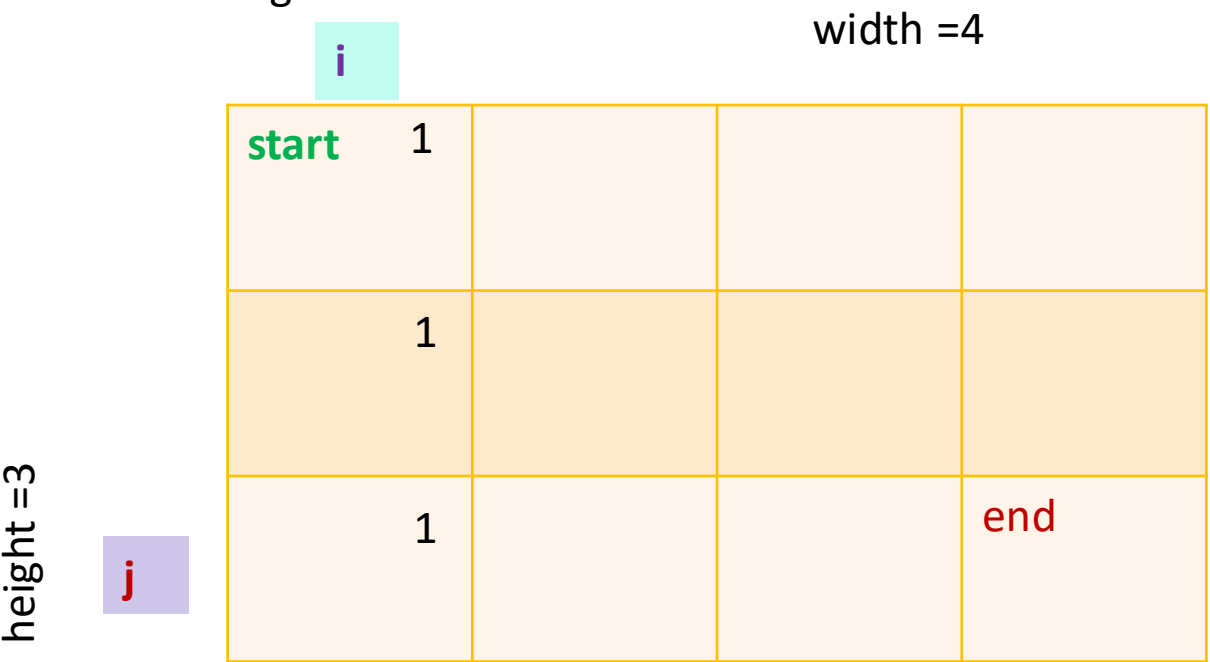 width =4
i
start 1
1
height =3
1
end
j